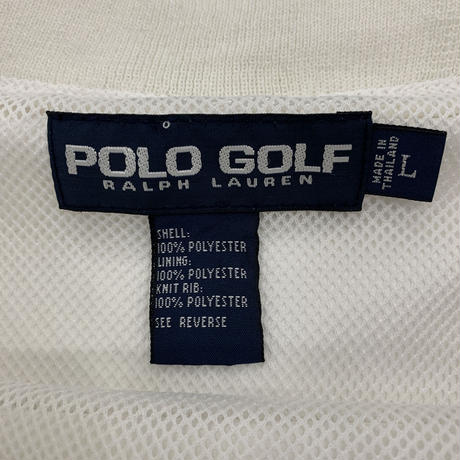 POLO GOLF
RALPH LAUREN
L
MADE IN
THAILAND
SHELL:
100% POLYESTER
LINING:
100% POLYESTER
KNIT RIB:
100% POLYESTER
SEE REVERSE